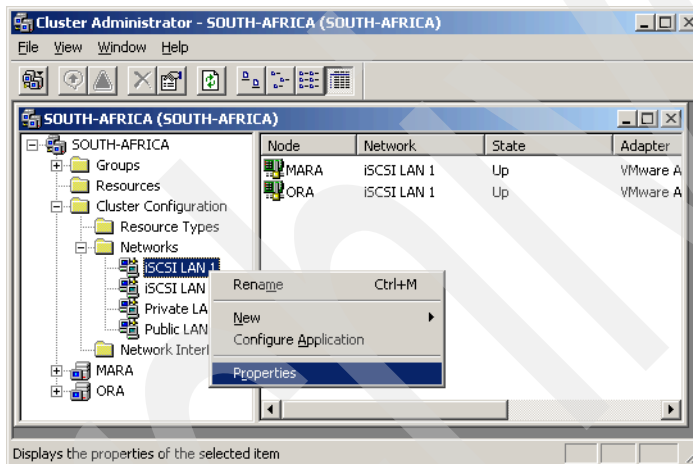 Cluster Administrator - SOUTH-AFRICA (SOUTH-AFRICA)
File View Window Help
SOUTH-AFRICA (SOUTH-AFRICA)
SOUTH-AFRICA
Groups
Resources
Cluster Configuration
Resource Types
Networks
iSCSI LAN 1
iSCSI LAN
Private LA
Public LAN
Network Interf
MARA
ORA
Node Network State Adapter
MARA iSCSI LAN 1 Up VMware A
ORA iSCSI LAN 1 Up VMware A
Rename Ctrl+M
New
Configure Application
Properties
Displays the properties of the selected item